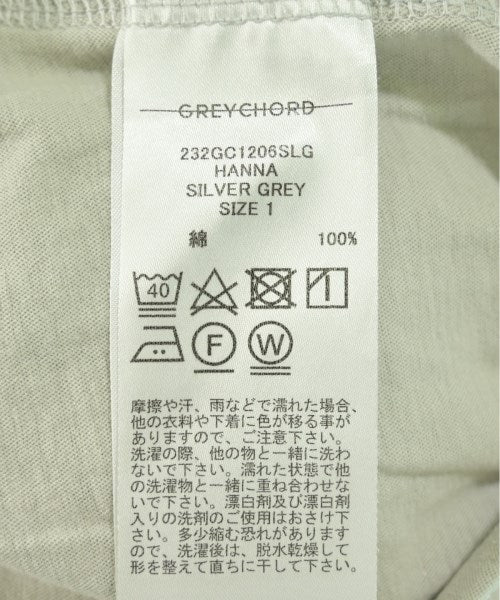 GREYCHORD
232GC1206SLG
HANNA
SILVER GREY
SIZE 1
綿 100%
40
F W
摩擦や汗、雨などで濡れた場合、
他の衣料や下着に色が移る事が
ありますので、ご注意下さい。
洗濯の際、他の物と一緒に洗わ
ないで下さい。濡れた状態で他
の洗濯物と一緒に重ね合わせな
いで下さい。漂白剤及び漂白剤
入りの洗剤のご使用はおさけ下
さい。多少縮む恐れがあります
ので、洗濯後は、脱水乾燥して
形を整えて直ちに干して下さい。